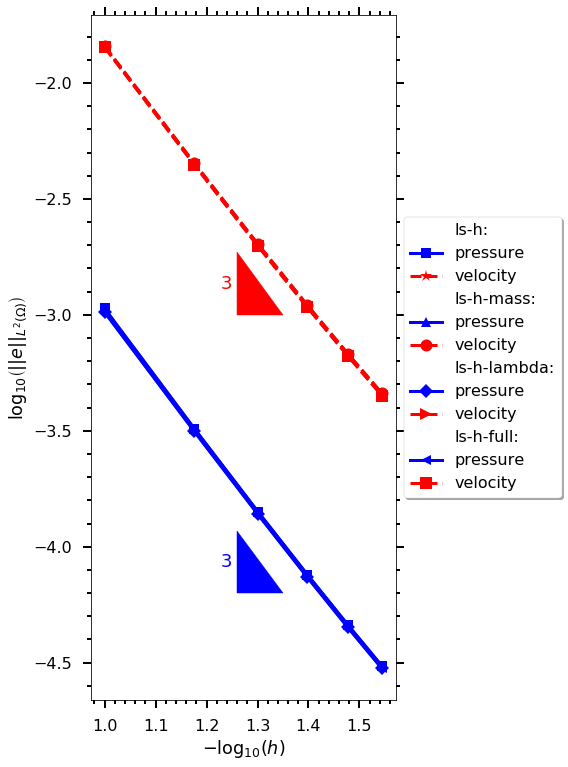 −2.0
−2.5
−3.0
−3.5
−4.0
−4.5
log₁₀(||e||_{L²(Ω)})
3
3
1.0 1.1 1.2 1.3 1.4 1.5
−log₁₀(h)
ls-h:
pressure
velocity
ls-h-mass:
pressure
velocity
ls-h-lambda:
pressure
velocity
ls-h-full:
pressure
velocity